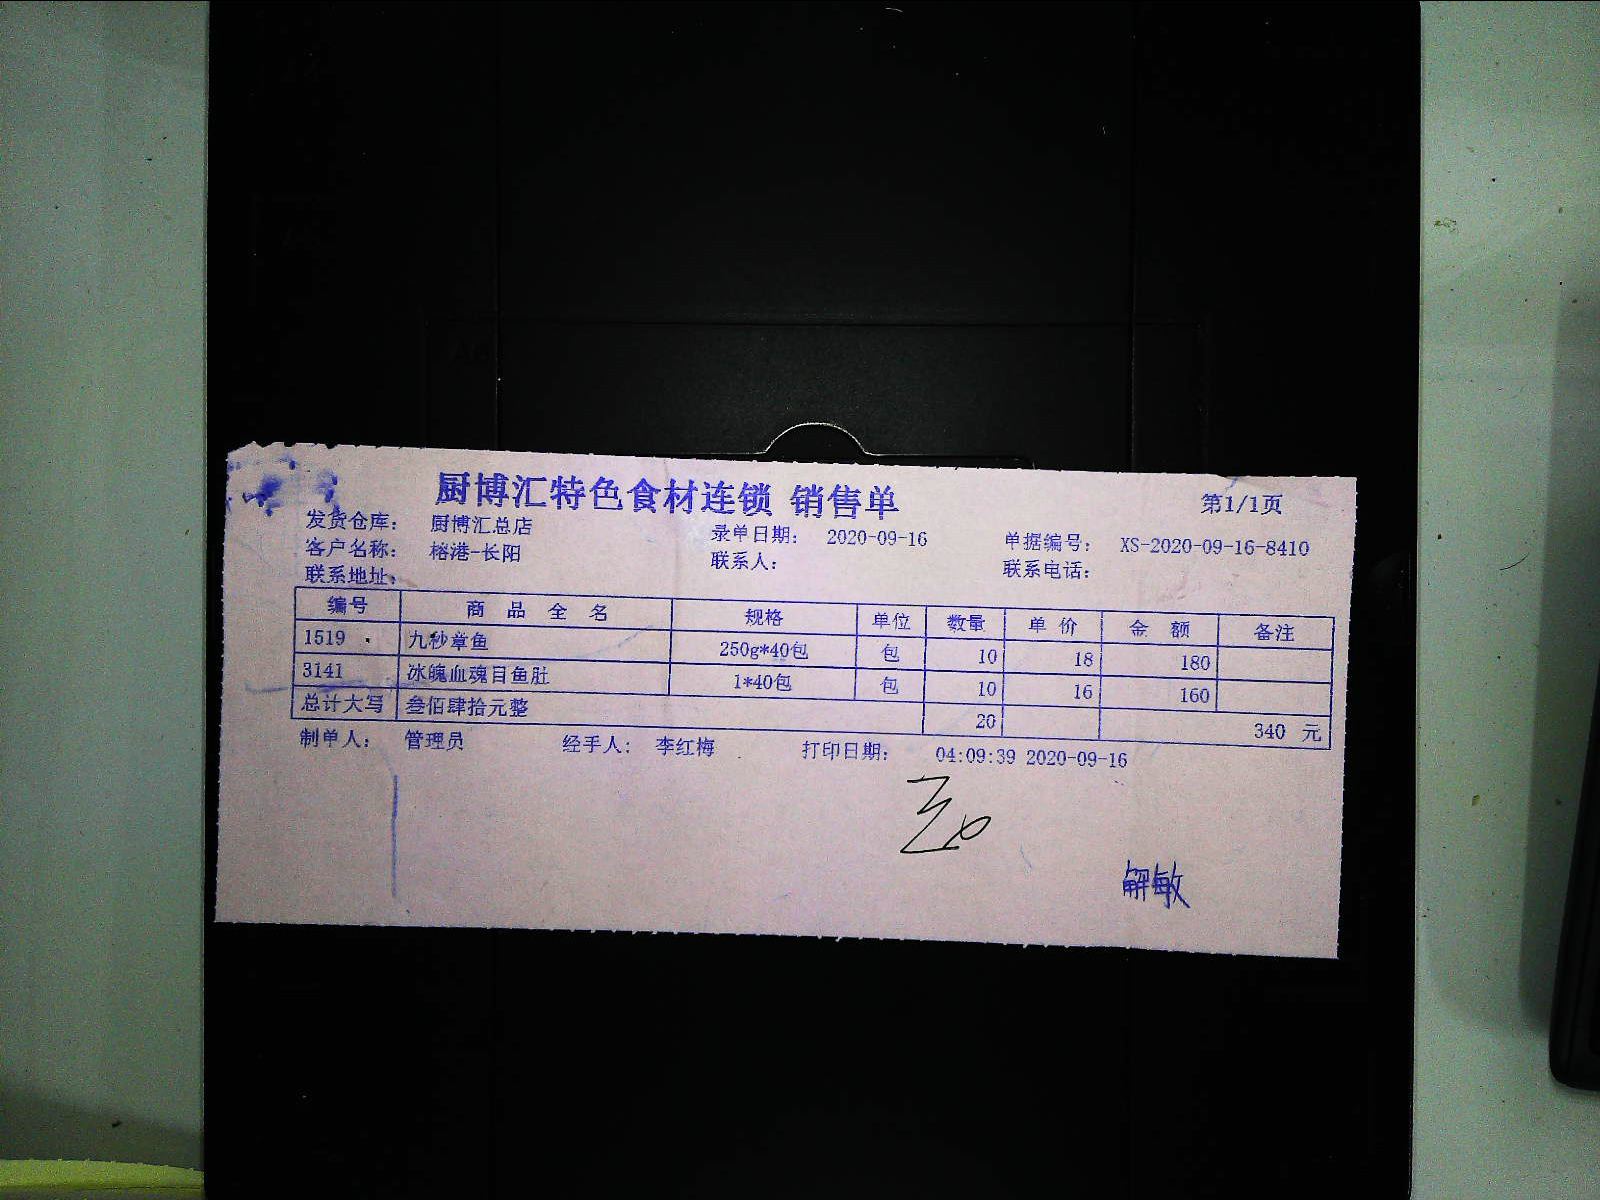 厨博汇特色食材连锁 销售单 第1/1页
发货仓库： 厨博汇总店 录单日期： 2020-09-16 单据编号： XS-2020-09-16-8410
客户名称： 榕港-长阳 联系人： 联系电话：
联系地址：
编号 商品全名 规格 单位 数量 单价 金额 备注
1519 九秒章鱼 250g*40包 包 10 18 180
3141 冰魄血魂目鱼肚 1*40包 包 10 16 160
总计大写 叁佰肆拾元整 20 340 元
制单人： 管理员 经手人： 李红梅 打印日期： 04:09:39 2020-09-16
解敏